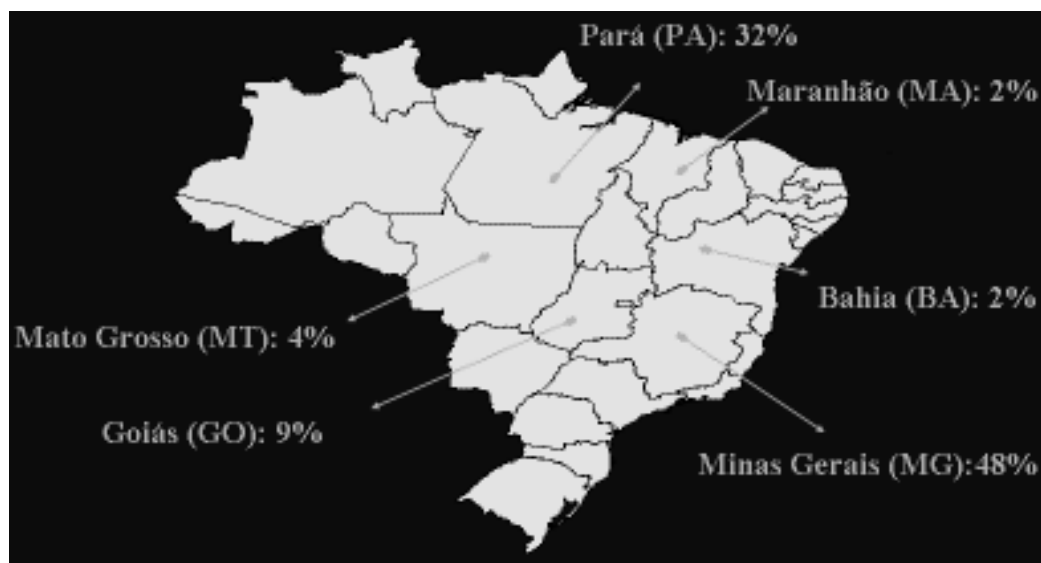 Pará (PA): 32%
Maranhão (MA): 2%
Bahia (BA): 2%
Mato Grosso (MT): 4%
Goiás (GO): 9%
Minas Gerais (MG):48%